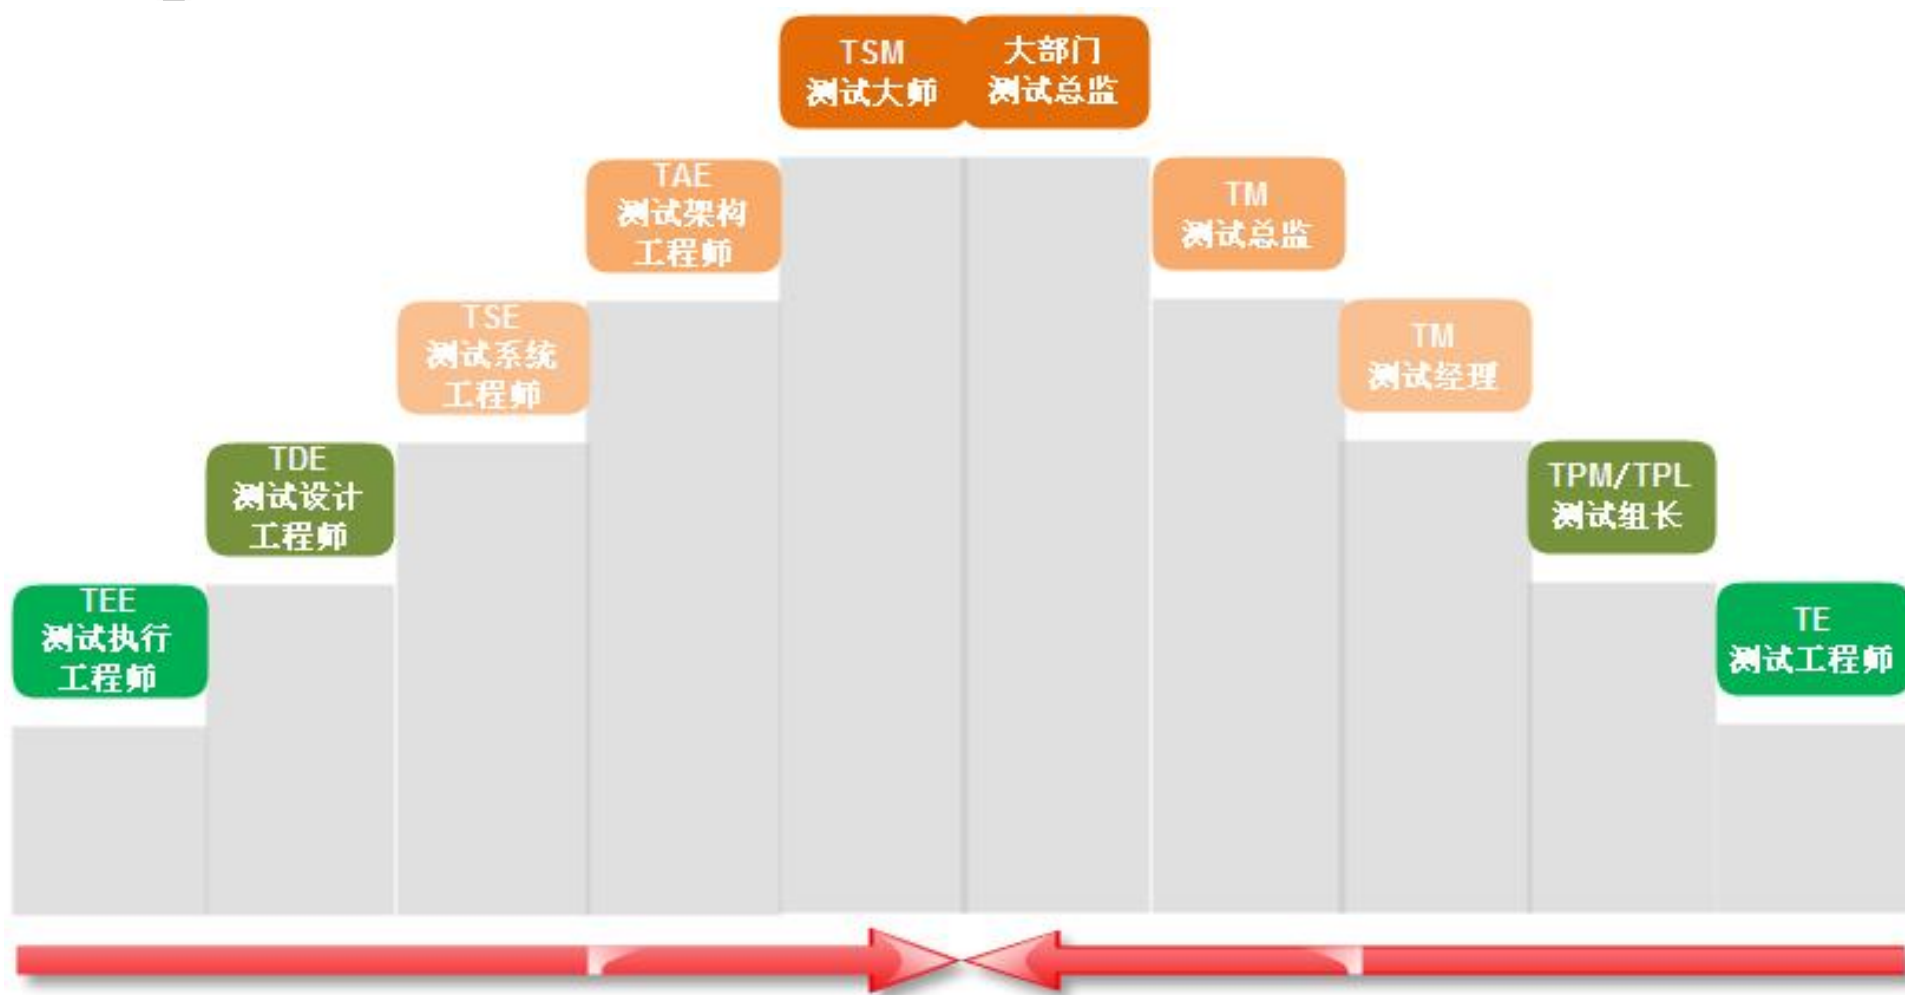 TSM
测试大师
大部门
测试总监
TAE
测试架构
工程师
TM
测试总监
TSE
测试系统
工程师
TM
测试经理
TDE
测试设计
工程师
TPM/TPL
测试组长
TEE
测试执行
工程师
TE
测试工程师